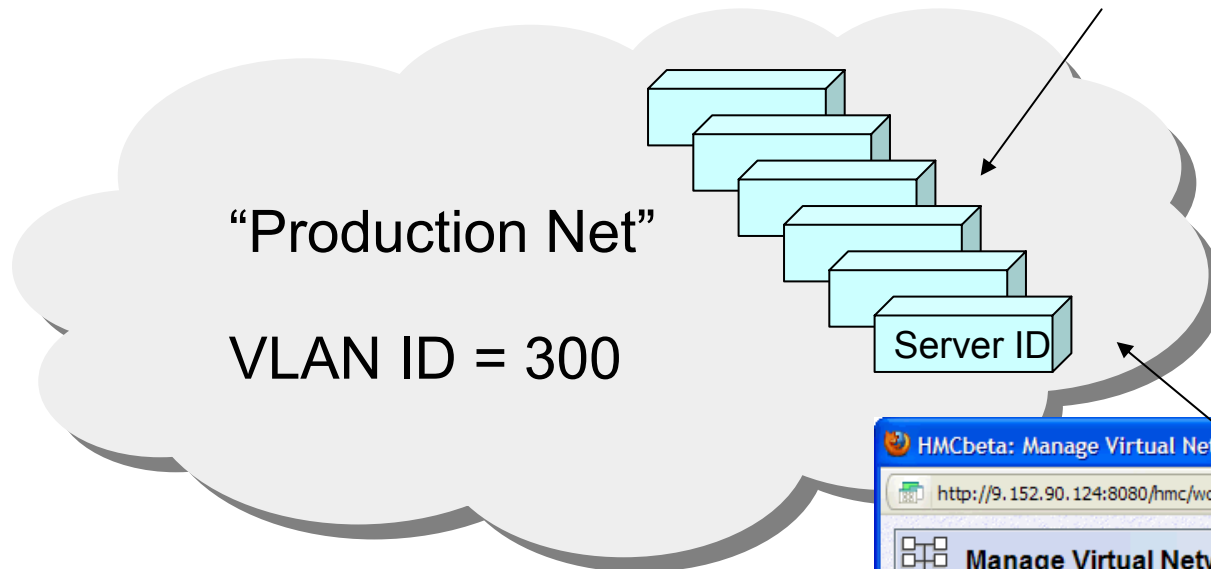 “Production Net”
VLAN ID = 300
Server ID
HMCbeta: Manage Virtual Net
http://9.152.90.124:8080/hmc/wc
Manage Virtual Netw